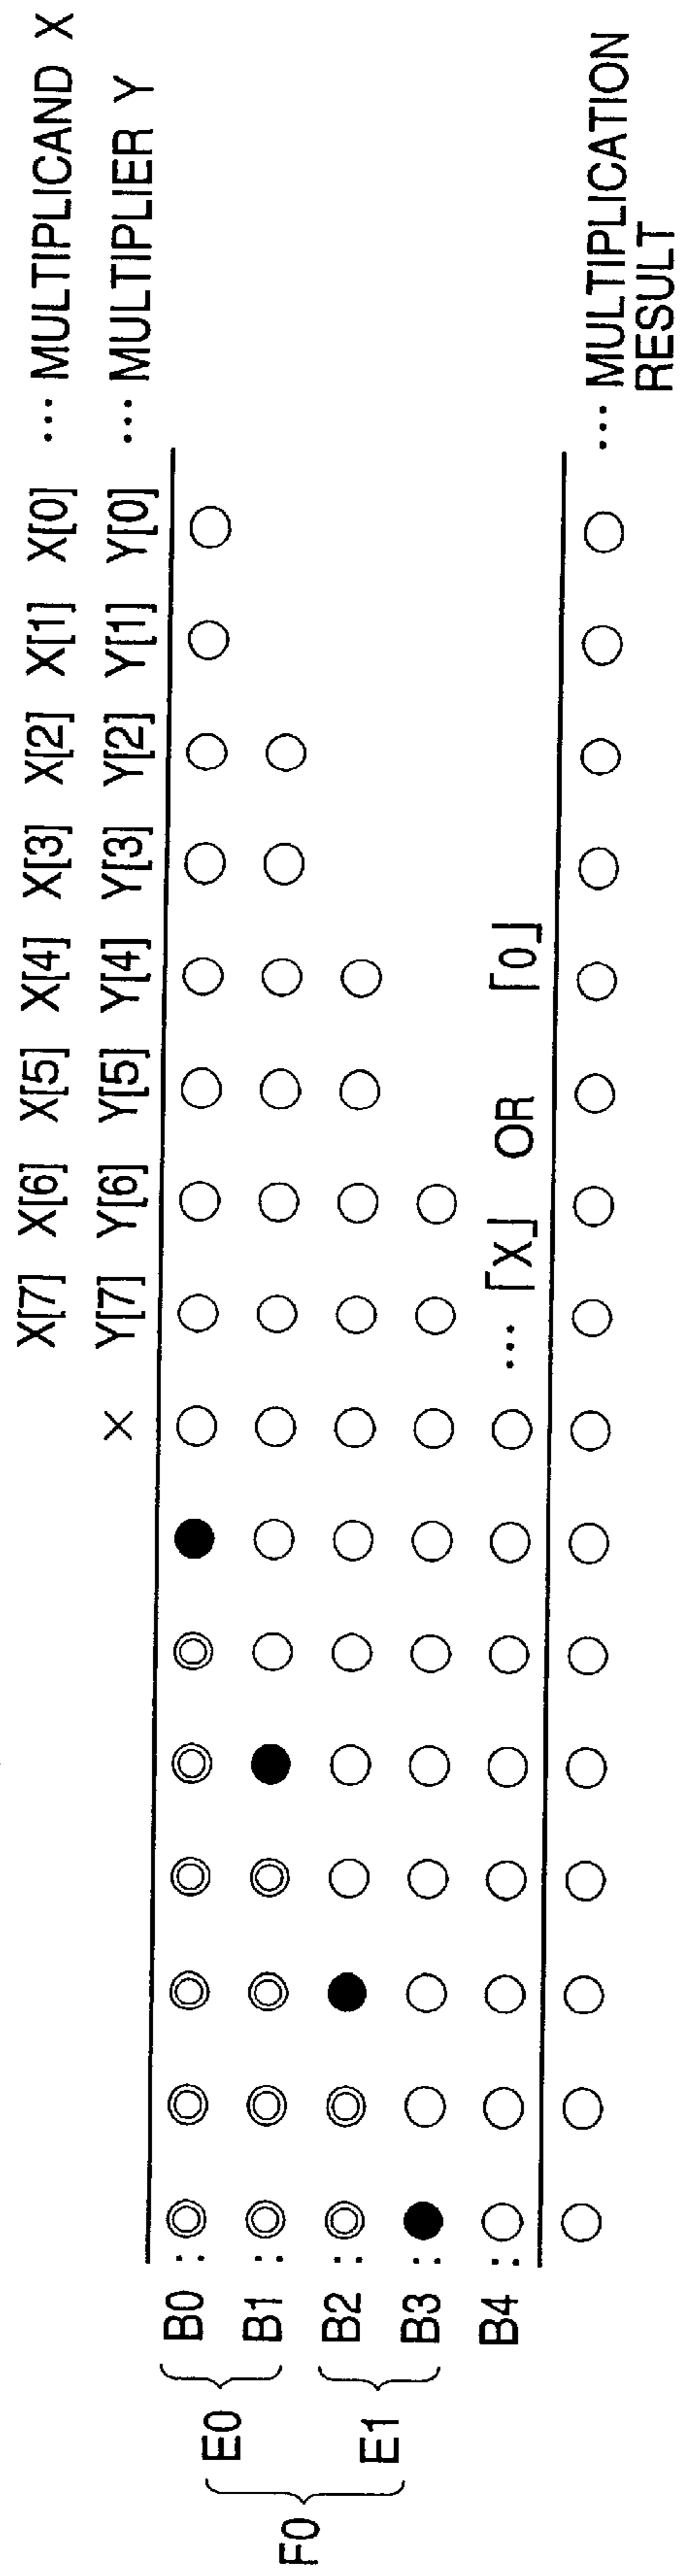 X[7] X[6] X[5] X[4] X[3] X[2] X[1] X[0] ... MULTIPLICAND X
× Y[7] Y[6] Y[5] Y[4] Y[3] Y[2] Y[1] Y[0] ... MULTIPLIER Y
B0 :
B1 :
B2 :
B3 :
B4 :
... 「X」 OR 「0」
E0
E1
F0
... MULTIPLICATION
RESULT